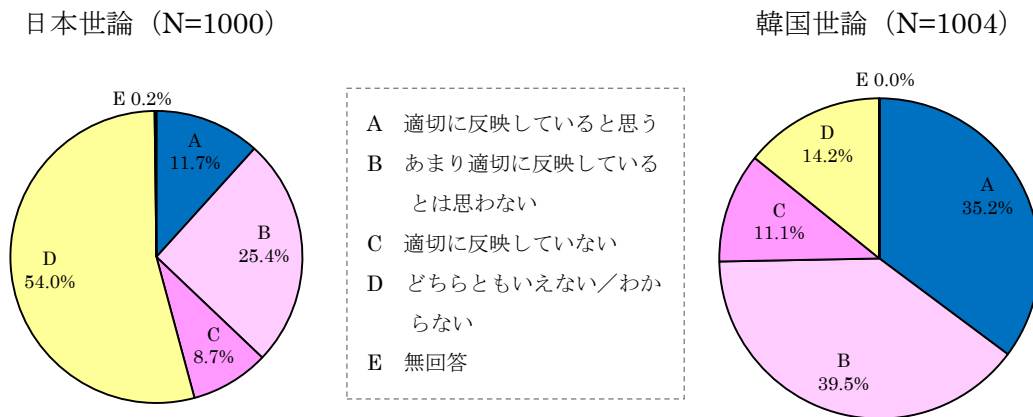 日本世論（N=1000）
E 0.2%
A
11.7%
B
25.4%
C
8.7%
D
54.0%
A 適切に反映していると思う
B あまり適切に反映している
とは思わない
C 適切に反映していない
D どちらともいえない／わか
らない
E 無回答
韓国世論（N=1004）
E 0.0%
A
35.2%
B
39.5%
C
11.1%
D
14.2%